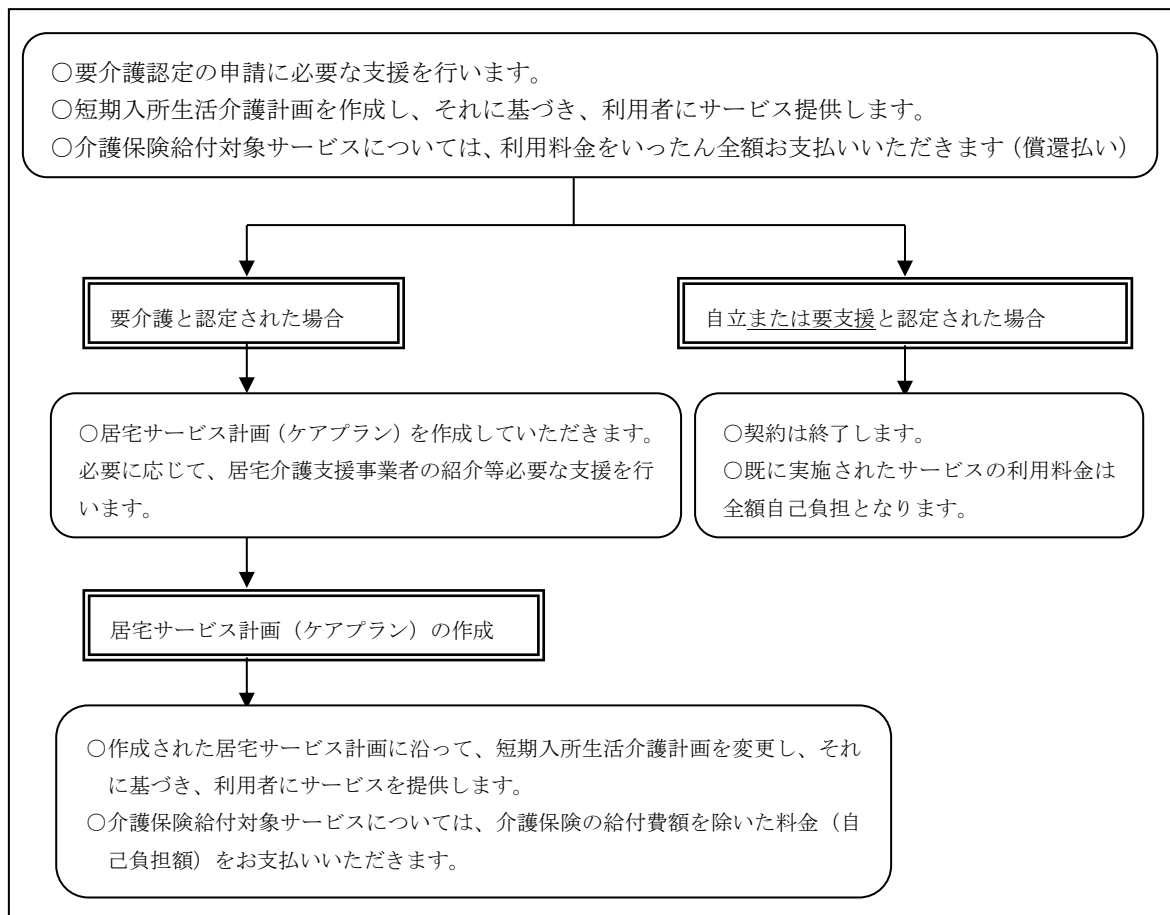 ○要介護認定の申請に必要な支援を行います。
○短期入所生活介護計画を作成し、それに基づき、利用者にサービス提供します。
○介護保険給付対象サービスについては、利用料金をいったん全額お支払いいただきます（償還払い）
要介護と認定された場合
自立または要支援と認定された場合
○居宅サービス計画（ケアプラン）を作成していただきます。
必要に応じて、居宅介護支援事業者の紹介等必要な支援を行
います。
○契約は終了します。
○既に実施されたサービスの利用料金は
全額自己負担となります。
居宅サービス計画（ケアプラン）の作成
○作成された居宅サービス計画に沿って、短期入所生活介護計画を変更し、それ
に基づき、利用者にサービスを提供します。
○介護保険給付対象サービスについては、介護保険の給付費額を除いた料金（自
己負担額）をお支払いいただきます。